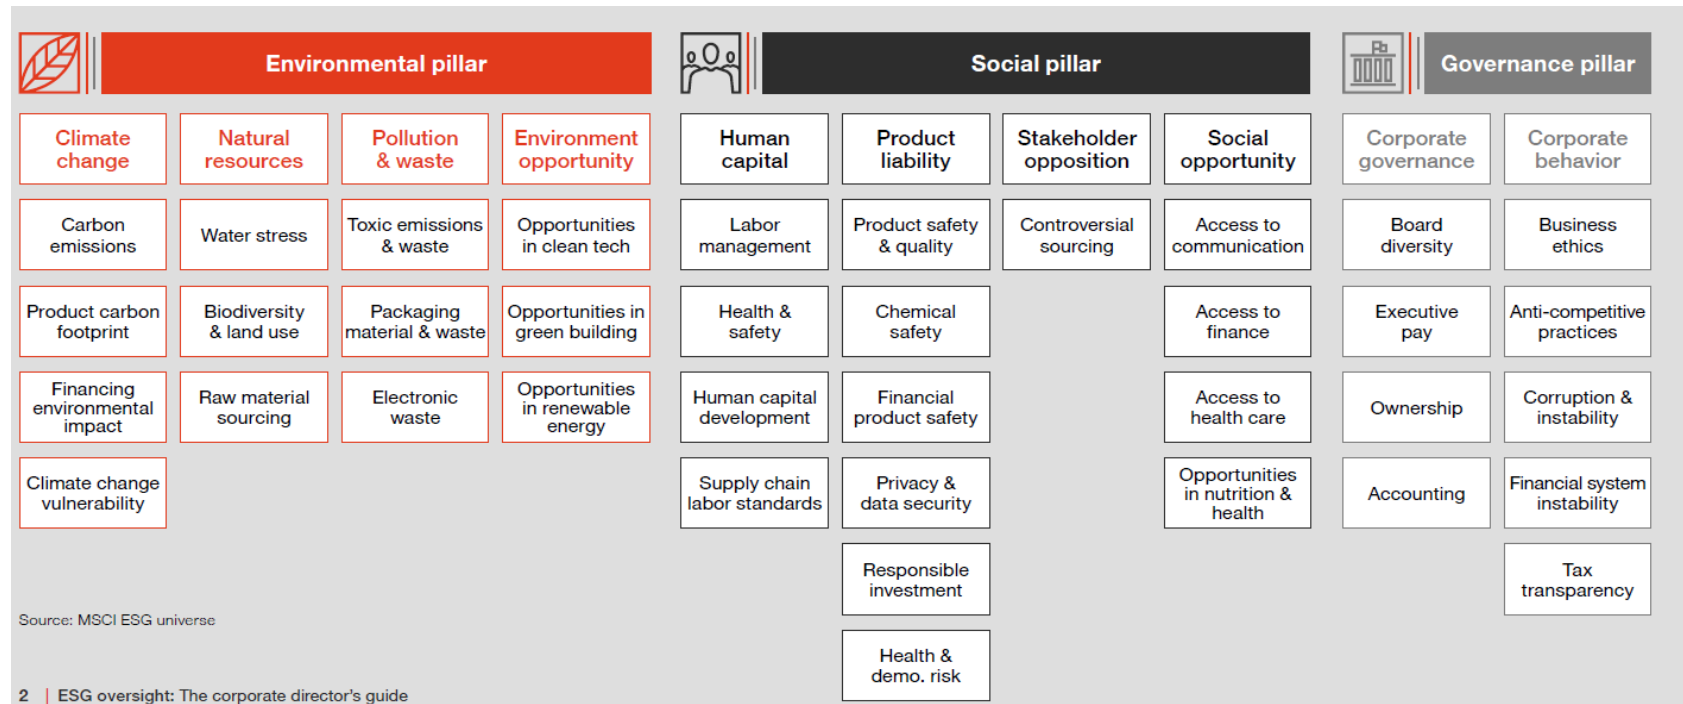 Environmental pillar
Social pillar
Governance pillar
Climate
change
Natural
resources
Pollution
& waste
Environment
opportunity
Human
capital
Product
liability
Stakeholder
opposition
Social
opportunity
Corporate
governance
Corporate
behavior
Carbon
emissions
Water stress
Toxic emissions
& waste
Opportunities
in clean tech
Labor
management
Product safety
& quality
Controversial
sourcing
Access to
communication
Board
diversity
Business
ethics
Product carbon
footprint
Biodiversity
& land use
Packaging
material & waste
Opportunities in
green building
Health &
safety
Chemical
safety
Access to
finance
Executive
pay
Anti-competitive
practices
Financing
environmental
impact
Raw material
sourcing
Electronic
waste
Opportunities
in renewable
energy
Human capital
development
Financial
product safety
Access to
health care
Ownership
Corruption &
instability
Climate change
vulnerability
Supply chain
labor standards
Privacy &
data security
Opportunities
in nutrition &
health
Accounting
Financial system
instability
Responsible
investment
Tax
transparency
Source: MSCI ESG universe
Health &
demo. risk
2 | ESG oversight: The corporate director's guide